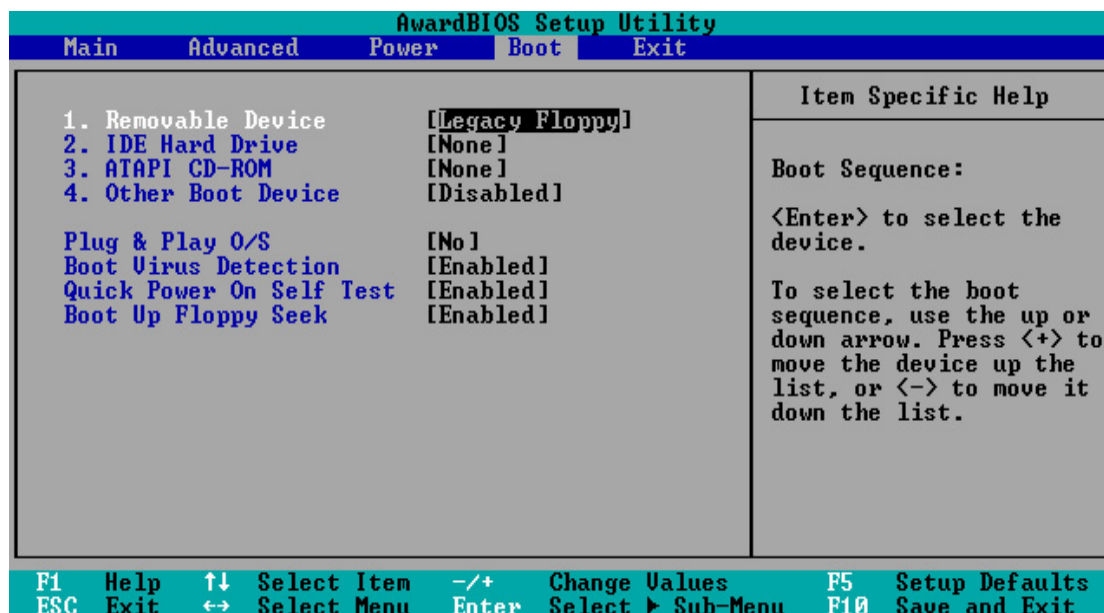 AwardBIOS Setup Utility
Main Advanced Power Boot Exit
1. Removable Device [Legacy Floppy]
2. IDE Hard Drive [None]
3. ATAPI CD-ROM [None]
4. Other Boot Device [Disabled]
Plug & Play O/S [No]
Boot Virus Detection [Enabled]
Quick Power On Self Test [Enabled]
Boot Up Floppy Seek [Enabled]
Item Specific Help
Boot Sequence:
<Enter> to select the
device.
To select the boot
sequence, use the up or
down arrow. Press <+> to
move the device up the
list, or <-> to move it
down the list.
F1 Help ↑↓ Select Item -/+ Change Values F5 Setup Defaults
ESC Exit ↔ Select Menu Enter Select ▶ Sub-Menu F10 Save and Exit